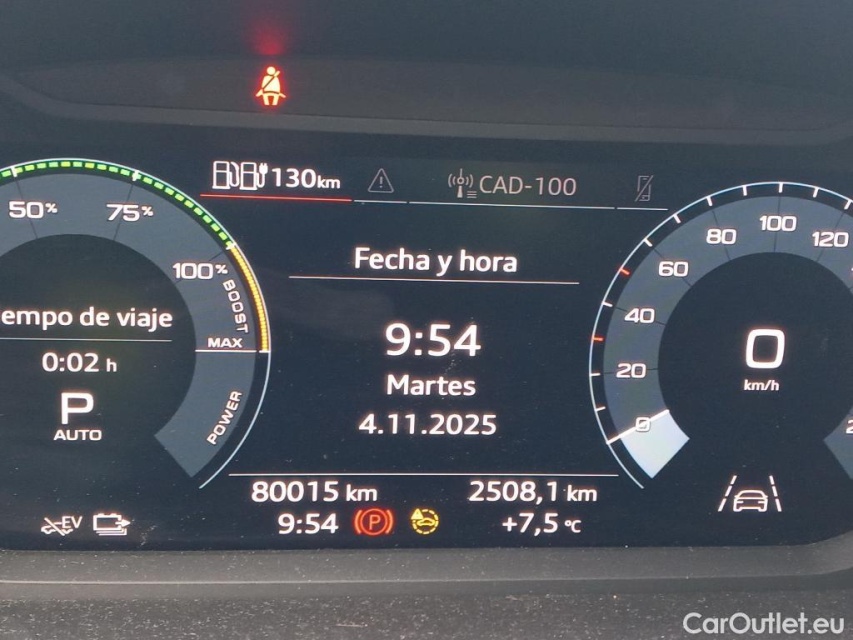 130km
CAD-100
50%
75%
100%
BOOST
MAX
POWER
empo de viaje
0:02 h
P
AUTO
Fecha y hora
9:54
Martes
4.11.2025
0
20
40
60
80
100
120
2
0
km/h
80015 km
2508,1 km
EV
9:54
P
+7,5 °C
CarOutlet.eu